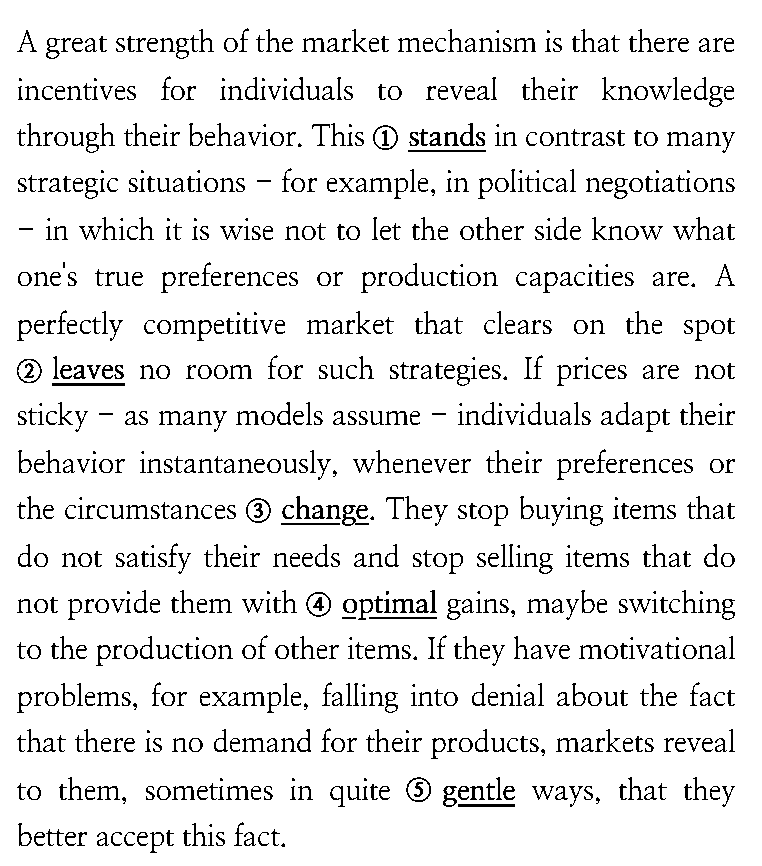 A great strength of the market mechanism is that there are
incentives for individuals to reveal their knowledge
through their behavior. This ① stands in contrast to many
strategic situations - for example, in political negotiations
- in which it is wise not to let the other side know what
one's true preferences or production capacities are. A
perfectly competitive market that clears on the spot
② leaves no room for such strategies. If prices are not
sticky - as many models assume - individuals adapt their
behavior instantaneously, whenever their preferences or
the circumstances ③ change. They stop buying items that
do not satisfy their needs and stop selling items that do
not provide them with ④ optimal gains, maybe switching
to the production of other items. If they have motivational
problems, for example, falling into denial about the fact
that there is no demand for their products, markets reveal
to them, sometimes in quite ⑤ gentle ways, that they
better accept this fact.